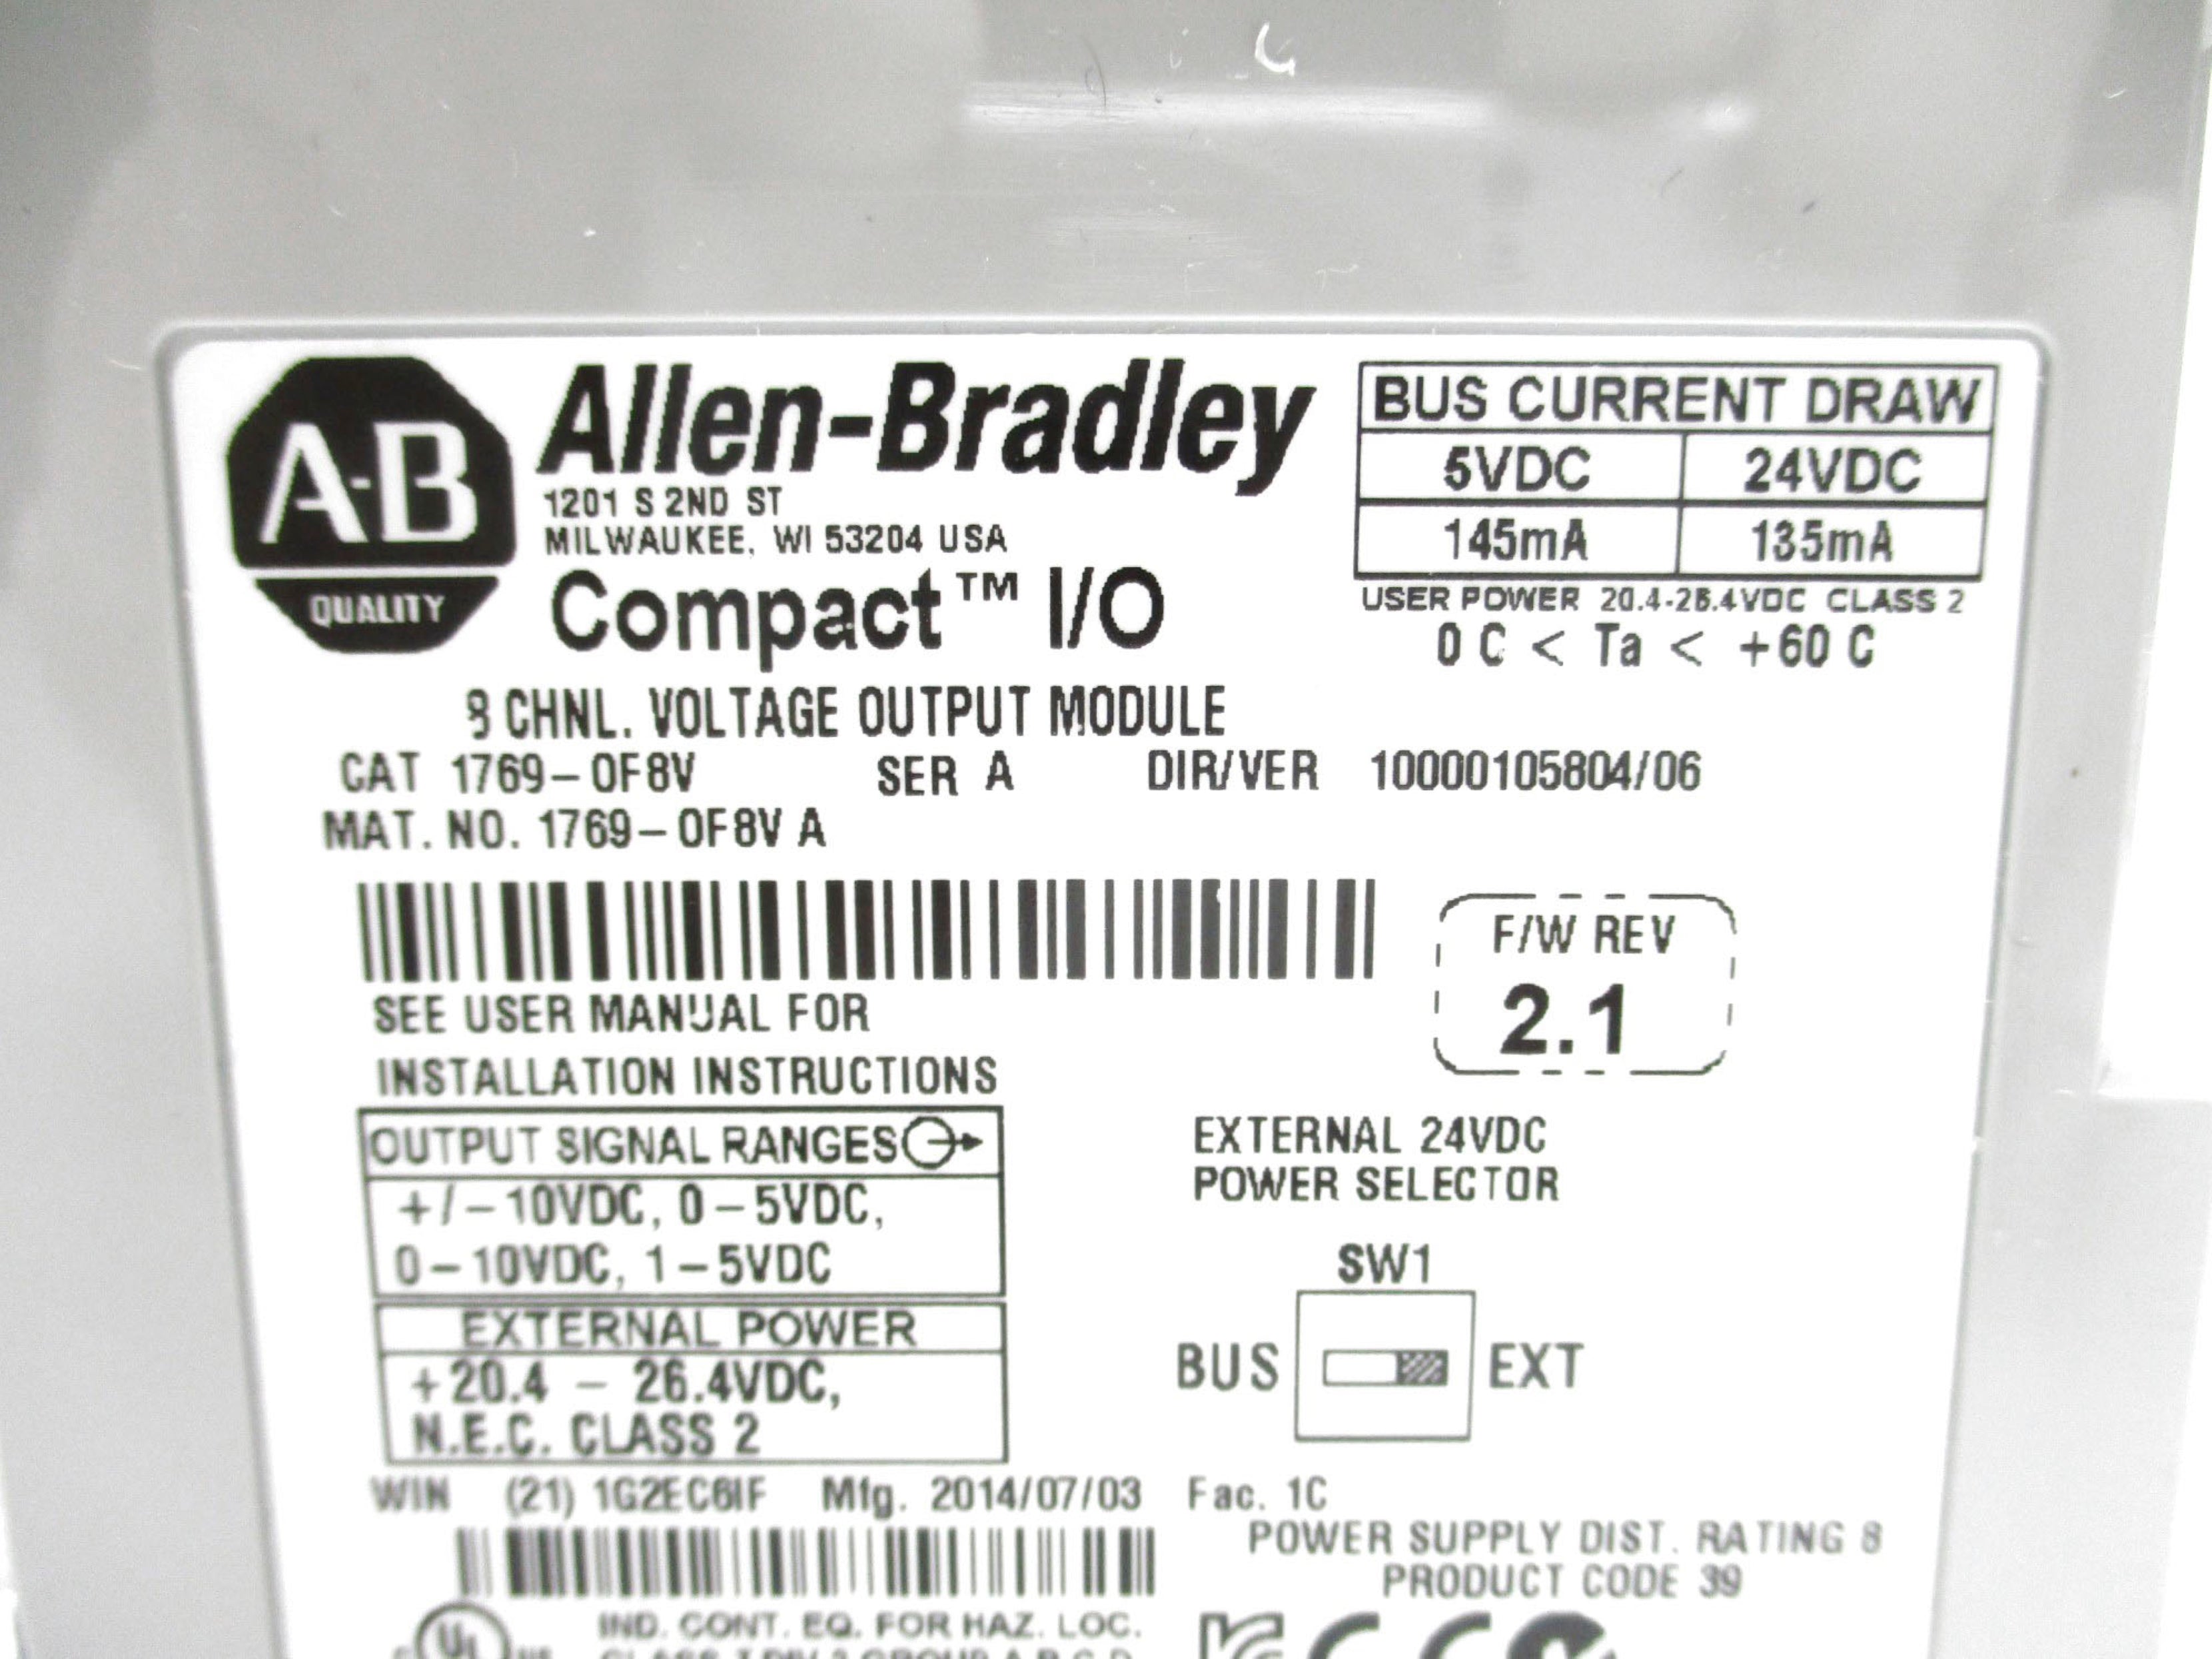 A-B
QUALITY
Allen-Bradley
1201 S 2ND ST
MILWAUKEE, WI 53204 USA
Compact™ I/O
BUS CURRENT DRAW
5VDC 24VDC
145mA 135mA
USER POWER 20.4-26.4VDC CLASS 2
0 C < Ta < +60 C
8 CHNL. VOLTAGE OUTPUT MODULE
CAT 1769-OF8V SER A DIR/VER 10000105804/06
MAT. NO. 1769-OF8V A
F/W REV
2.1
SEE USER MANUAL FOR
INSTALLATION INSTRUCTIONS
OUTPUT SIGNAL RANGES
+/-10VDC, 0-5VDC,
0-10VDC, 1-5VDC
EXTERNAL POWER
+20.4 - 26.4VDC,
N.E.C. CLASS 2
EXTERNAL 24VDC
POWER SELECTOR
SW1
BUS EXT
WIN (21) 1G2EC6IF Mfg. 2014/07/03 Fac. 1C
POWER SUPPLY DIST. RATING 8
PRODUCT CODE 39
UL
IND. CONT. EQ. FOR HAZ. LOC.